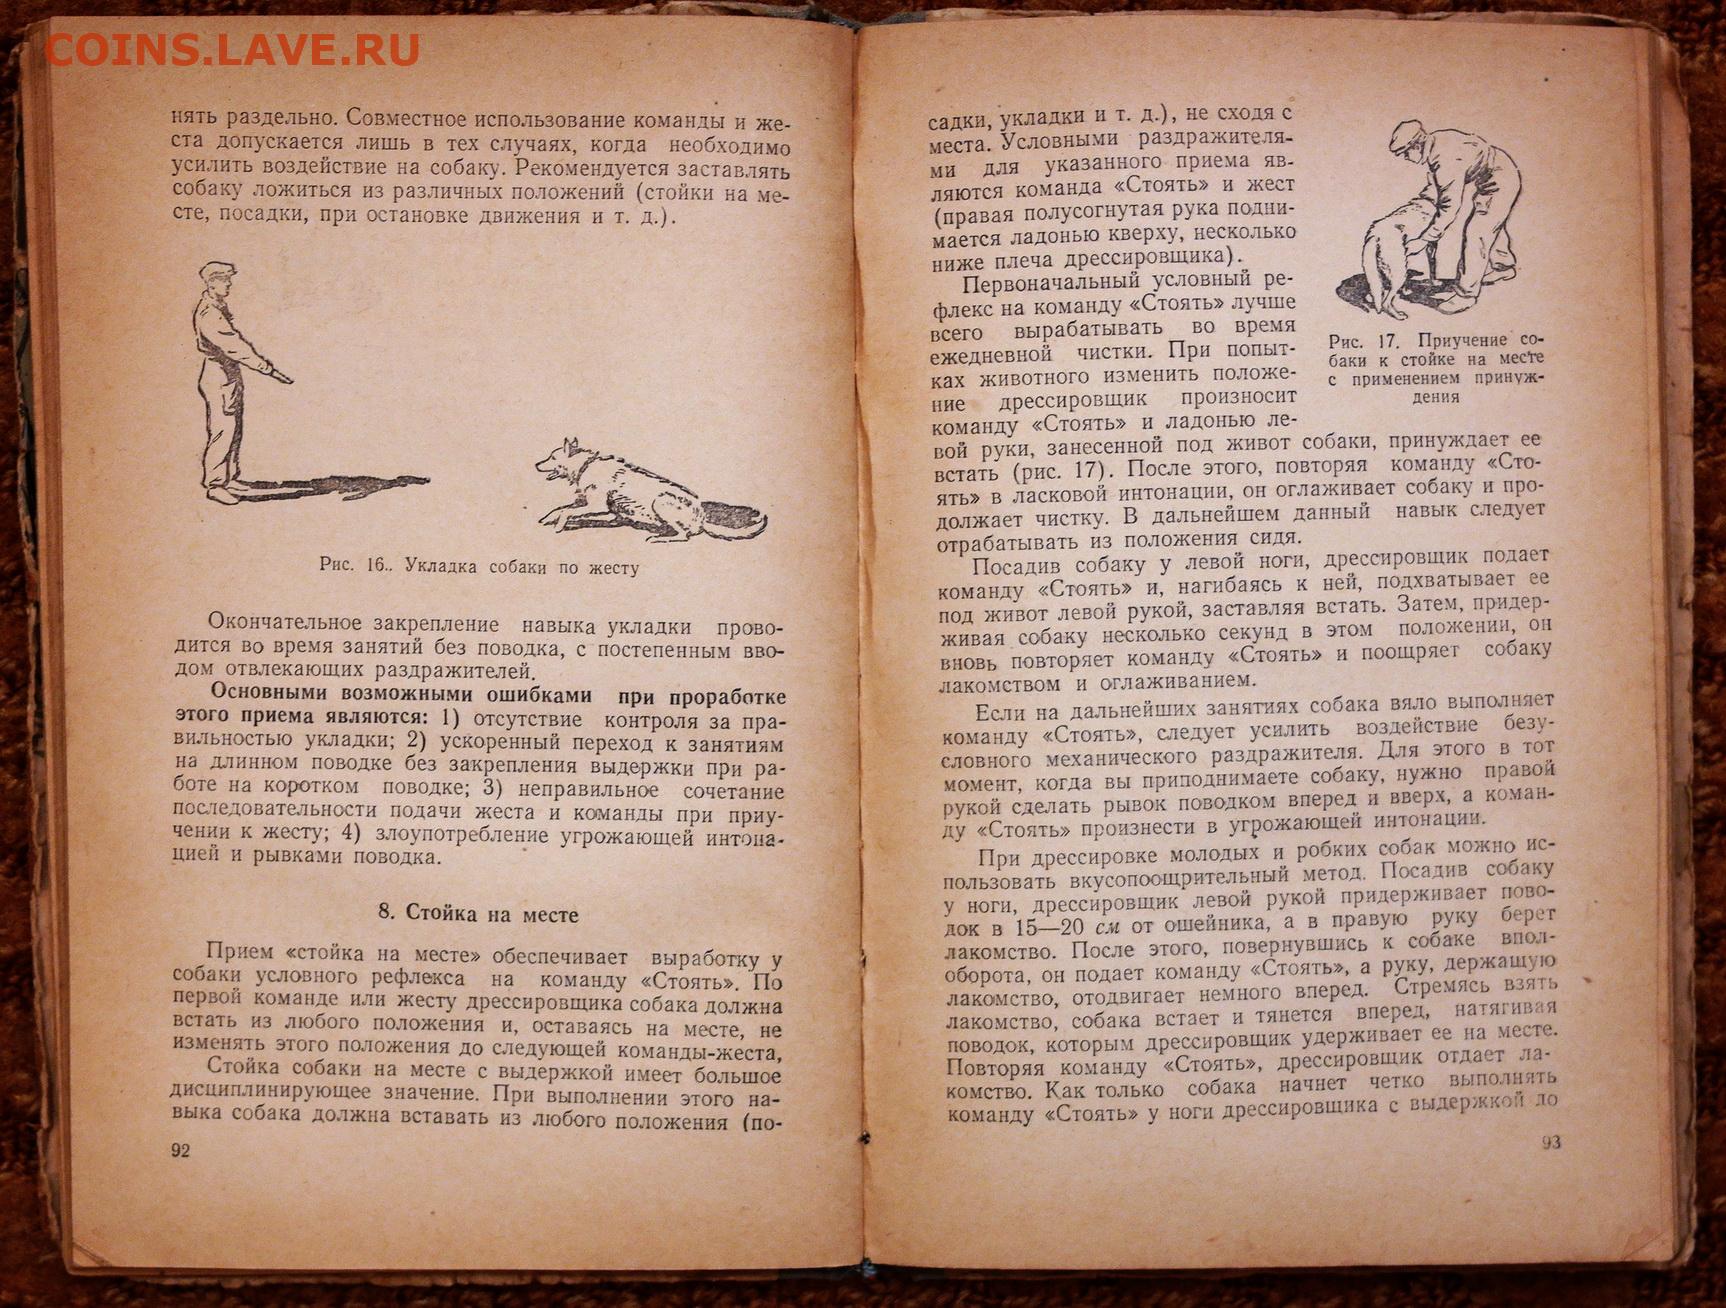 COINS.LAVE.RU
нять раздельно. Совместное использование команды и же-
ста допускается лишь в тех случаях, когда необходимо
усилить воздействие на собаку. Рекомендуется заставлять
собаку ложиться из различных положений (стойки на ме-
сте, посадки, при остановке движения и т. д.).
Рис. 16.. Укладка собаки по жесту
Окончательное закрепление навыка укладки прово-
дится во время занятий без поводка, с постепенным вво-
дом отвлекающих раздражителей.
Основными возможными ошибками при проработке
этого приема являются: 1) отсутствие контроля за пра-
вильностью укладки; 2) ускоренный переход к занятиям
на длинном поводке без закрепления выдержки при ра-
боте на коротком поводке; 3) неправильное сочетание
последовательности подачи жеста и команды при приу-
чении к жесту; 4) злоупотребление угрожающей интона-
цией и рывками поводка.
8. Стойка на месте
Прием «стойка на месте» обеспечивает выработку у
собаки условного рефлекса на команду «Стоять». По
первой команде или жесту дрессировщика собака должна
встать из любого положения и, оставаясь на месте, не
изменять этого положения до следующей команды-жеста,
Стойка собаки на месте с выдержкой имеет большое
дисциплинирующее значение. При выполнении этого на-
выка собака должна вставать из любого положения (по-
92
садки, укладки и т. д.), не сходя с
места. Условными раздражителя-
ми для указанного приема яв-
ляются команда «Стоять» и жест
(правая полусогнутая рука подни-
мается ладонью кверху, несколько
ниже плеча дрессировщика).
Первоначальный условный ре-
флекс на команду «Стоять» лучше
всего вырабатывать во время
ежедневной чистки. При попыт-
ках животного изменить положе-
ние дрессировщик произносит
команду «Стоять» и ладонью ле-
Рис. 17. Приучение со-
баки к стойке на месте
с применением принуж-
дения
вой руки, занесенной под живот собаки, принуждает ее
встать (рис. 17). После этого, повторяя команду «Сто-
ять» в ласковой интонации, он оглаживает собаку и про-
должает чистку. В дальнейшем данный навык следует
отрабатывать из положения сидя.
Посадив собаку у левой ноги, дрессировщик подает
команду «Стоять» и, нагибаясь к ней, подхватывает ее
под живот левой рукой, заставляя встать. Затем, придер-
живая собаку несколько секунд в этом положении, он
вновь повторяет команду «Стоять» и поощряет собаку
лакомством и оглаживанием.
Если на дальнейших занятиях собака вяло выполняет
команду «Стоять», следует усилить воздействие безу-
словного механического раздражителя. Для этого в тот
момент, когда вы приподнимаете собаку, нужно правой
рукой сделать рывок поводком вперед и вверх, а коман-
ду «Стоять» произнести в угрожающей интонации.
При дрессировке молодых и робких собак можно ис-
пользовать вкусопоощрительный метод. Посадив собаку
у ноги, дрессировщик левой рукой придерживает пово-
док в 15—20 см от ошейника, а в правую руку берет
лакомство. После этого, повернувшись к собаке впол-
оборота, он подает команду «Стоять», а руку, держащую
лакомство, отодвигает немного вперед. Стремясь взять
лакомство, собака встает и тянется вперед, натягивая
поводок, которым дрессировщик удерживает ее на месте.
Повторяя команду «Стоять», дрессировщик отдает ла-
комство. Как только собака начнет четко выполнять
команду «Стоять» у ноги дрессировщика с выдержкой до
93